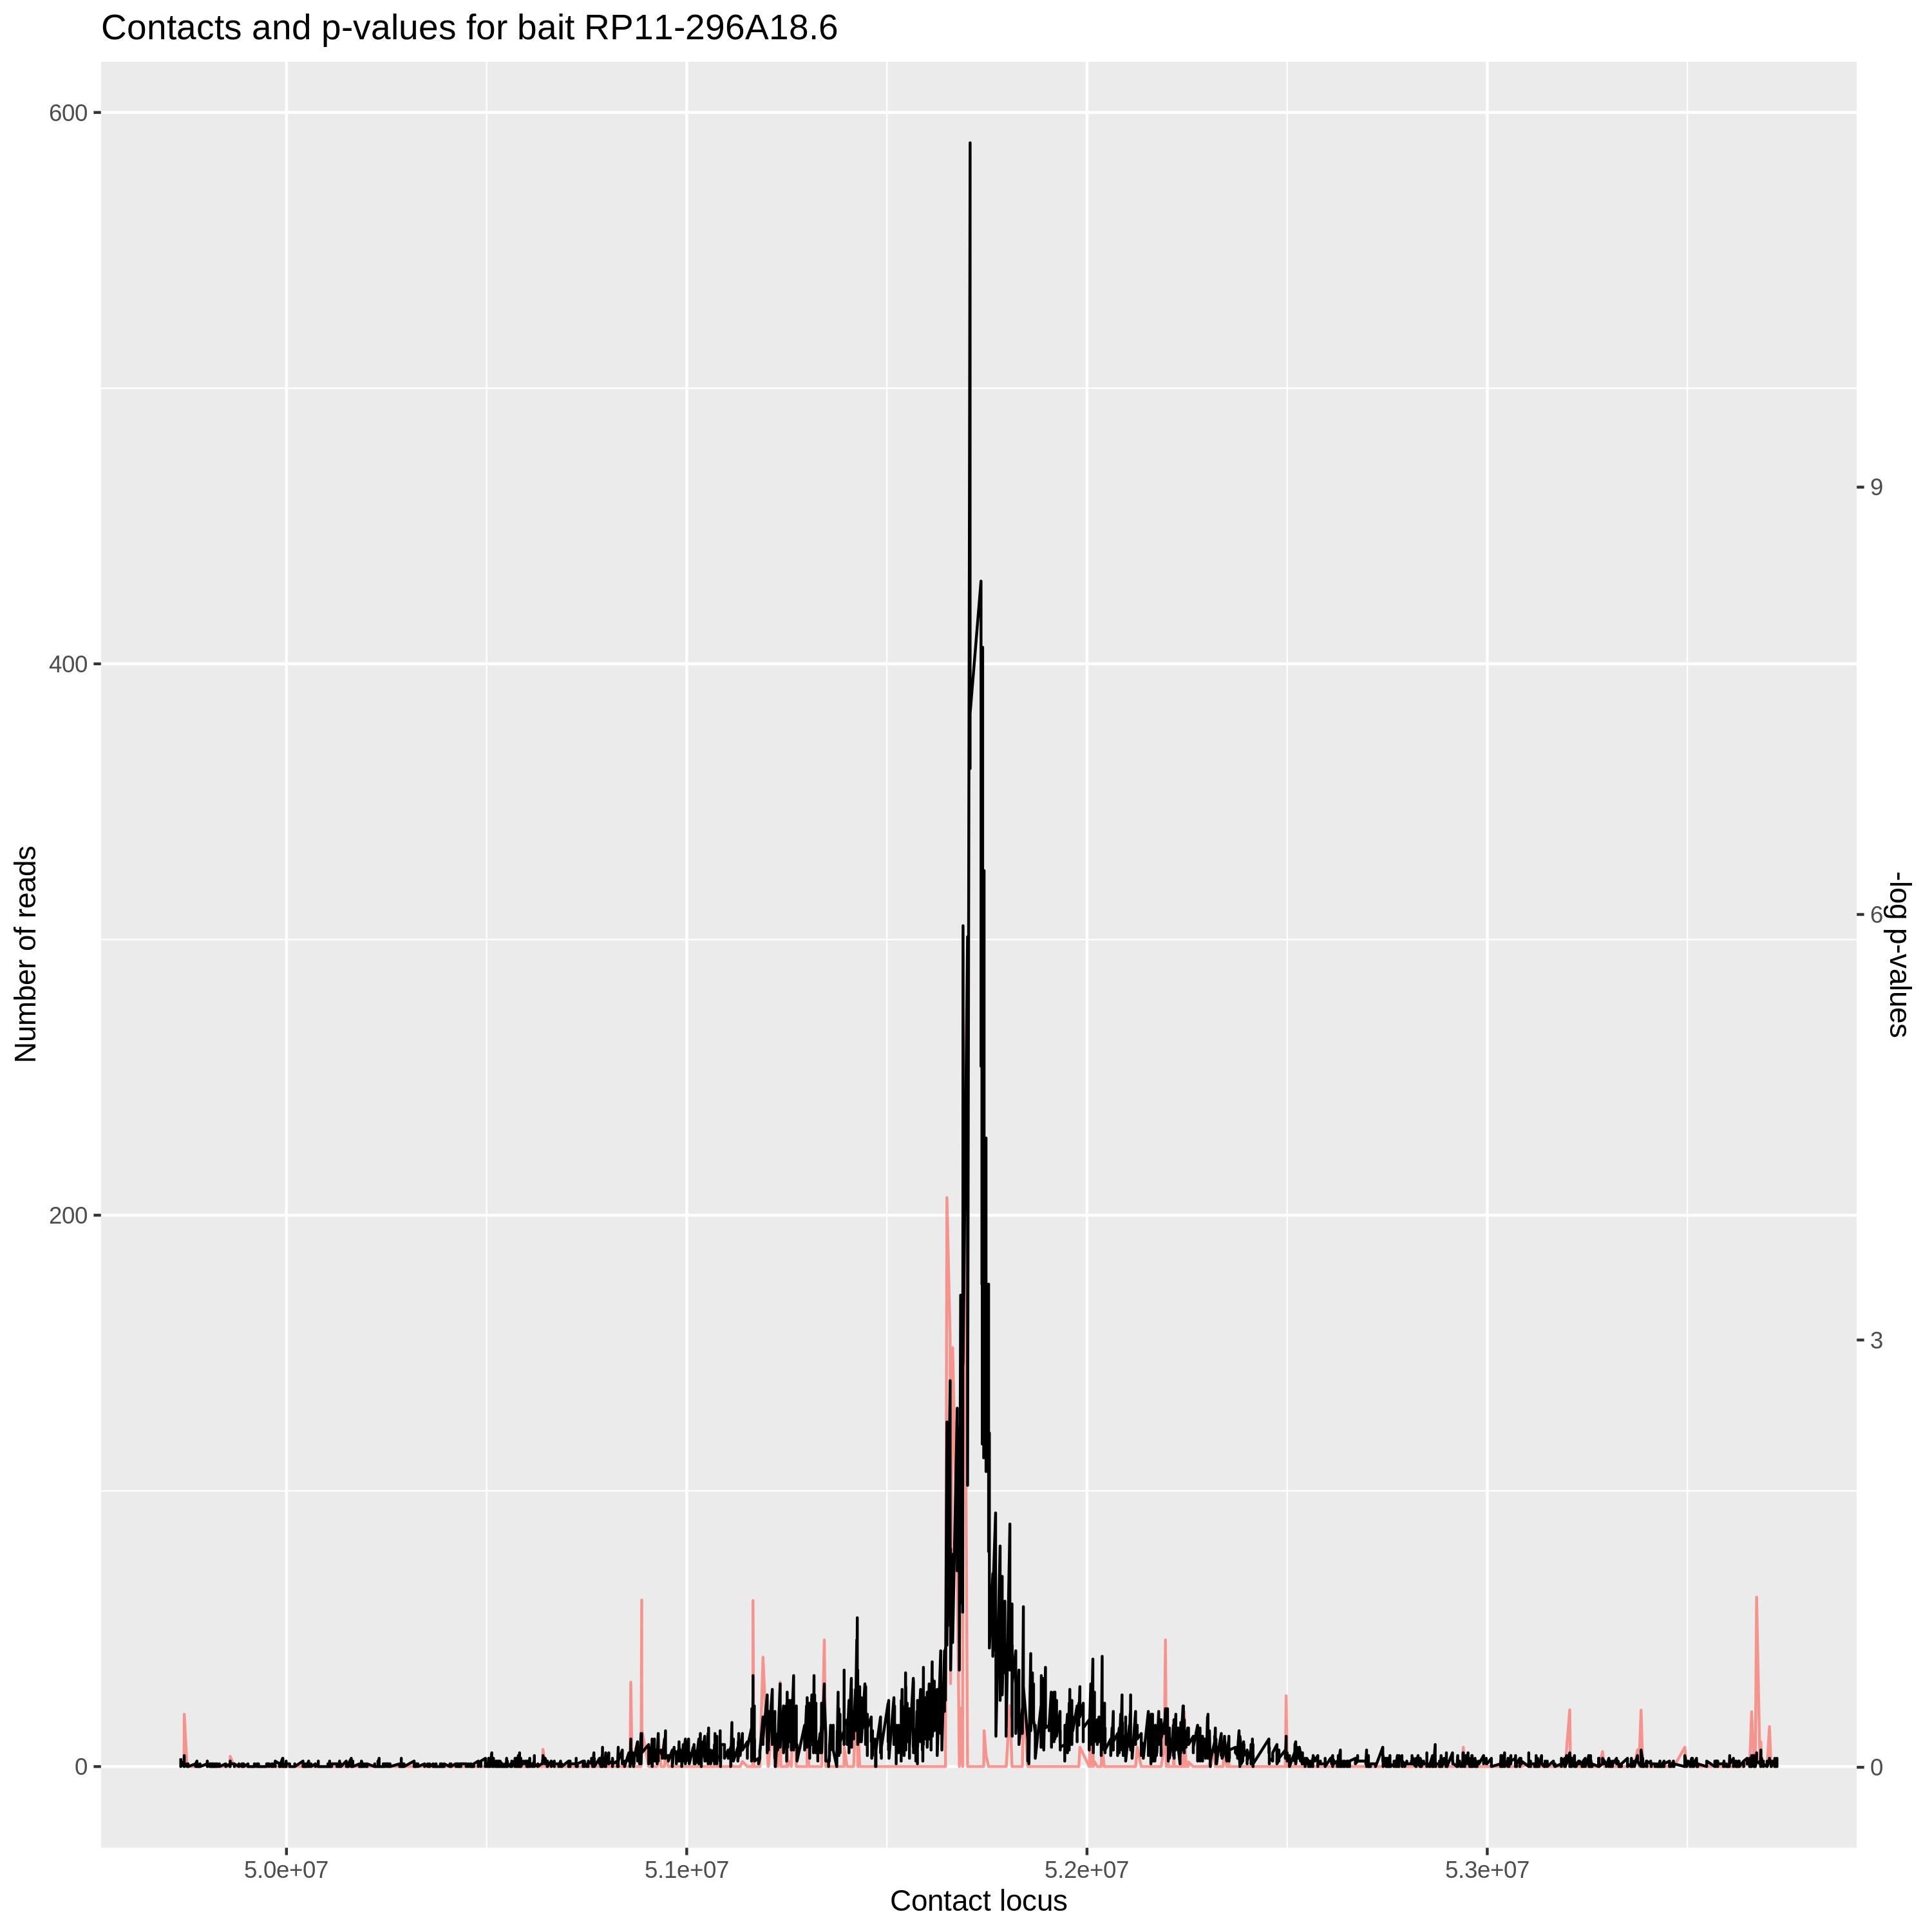 Contacts and p-values for bait RP11-296A18.6
600
400
200
0
Number of reads
9
6
3
0
-log p-values
5.0e+07
5.1e+07
5.2e+07
5.3e+07
Contact locus